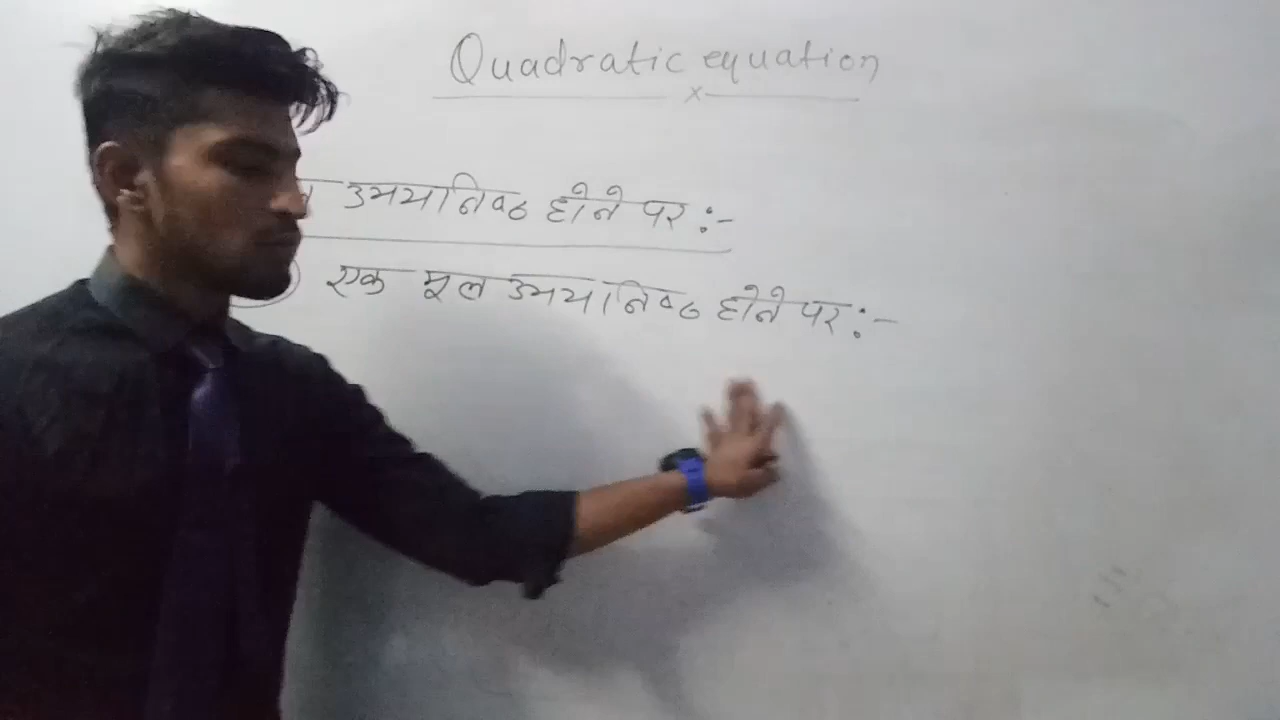 Quadratic equation
x
उभयनिष्ठ होने पर :-
एक मूल उभयनिष्ठ होने पर :-